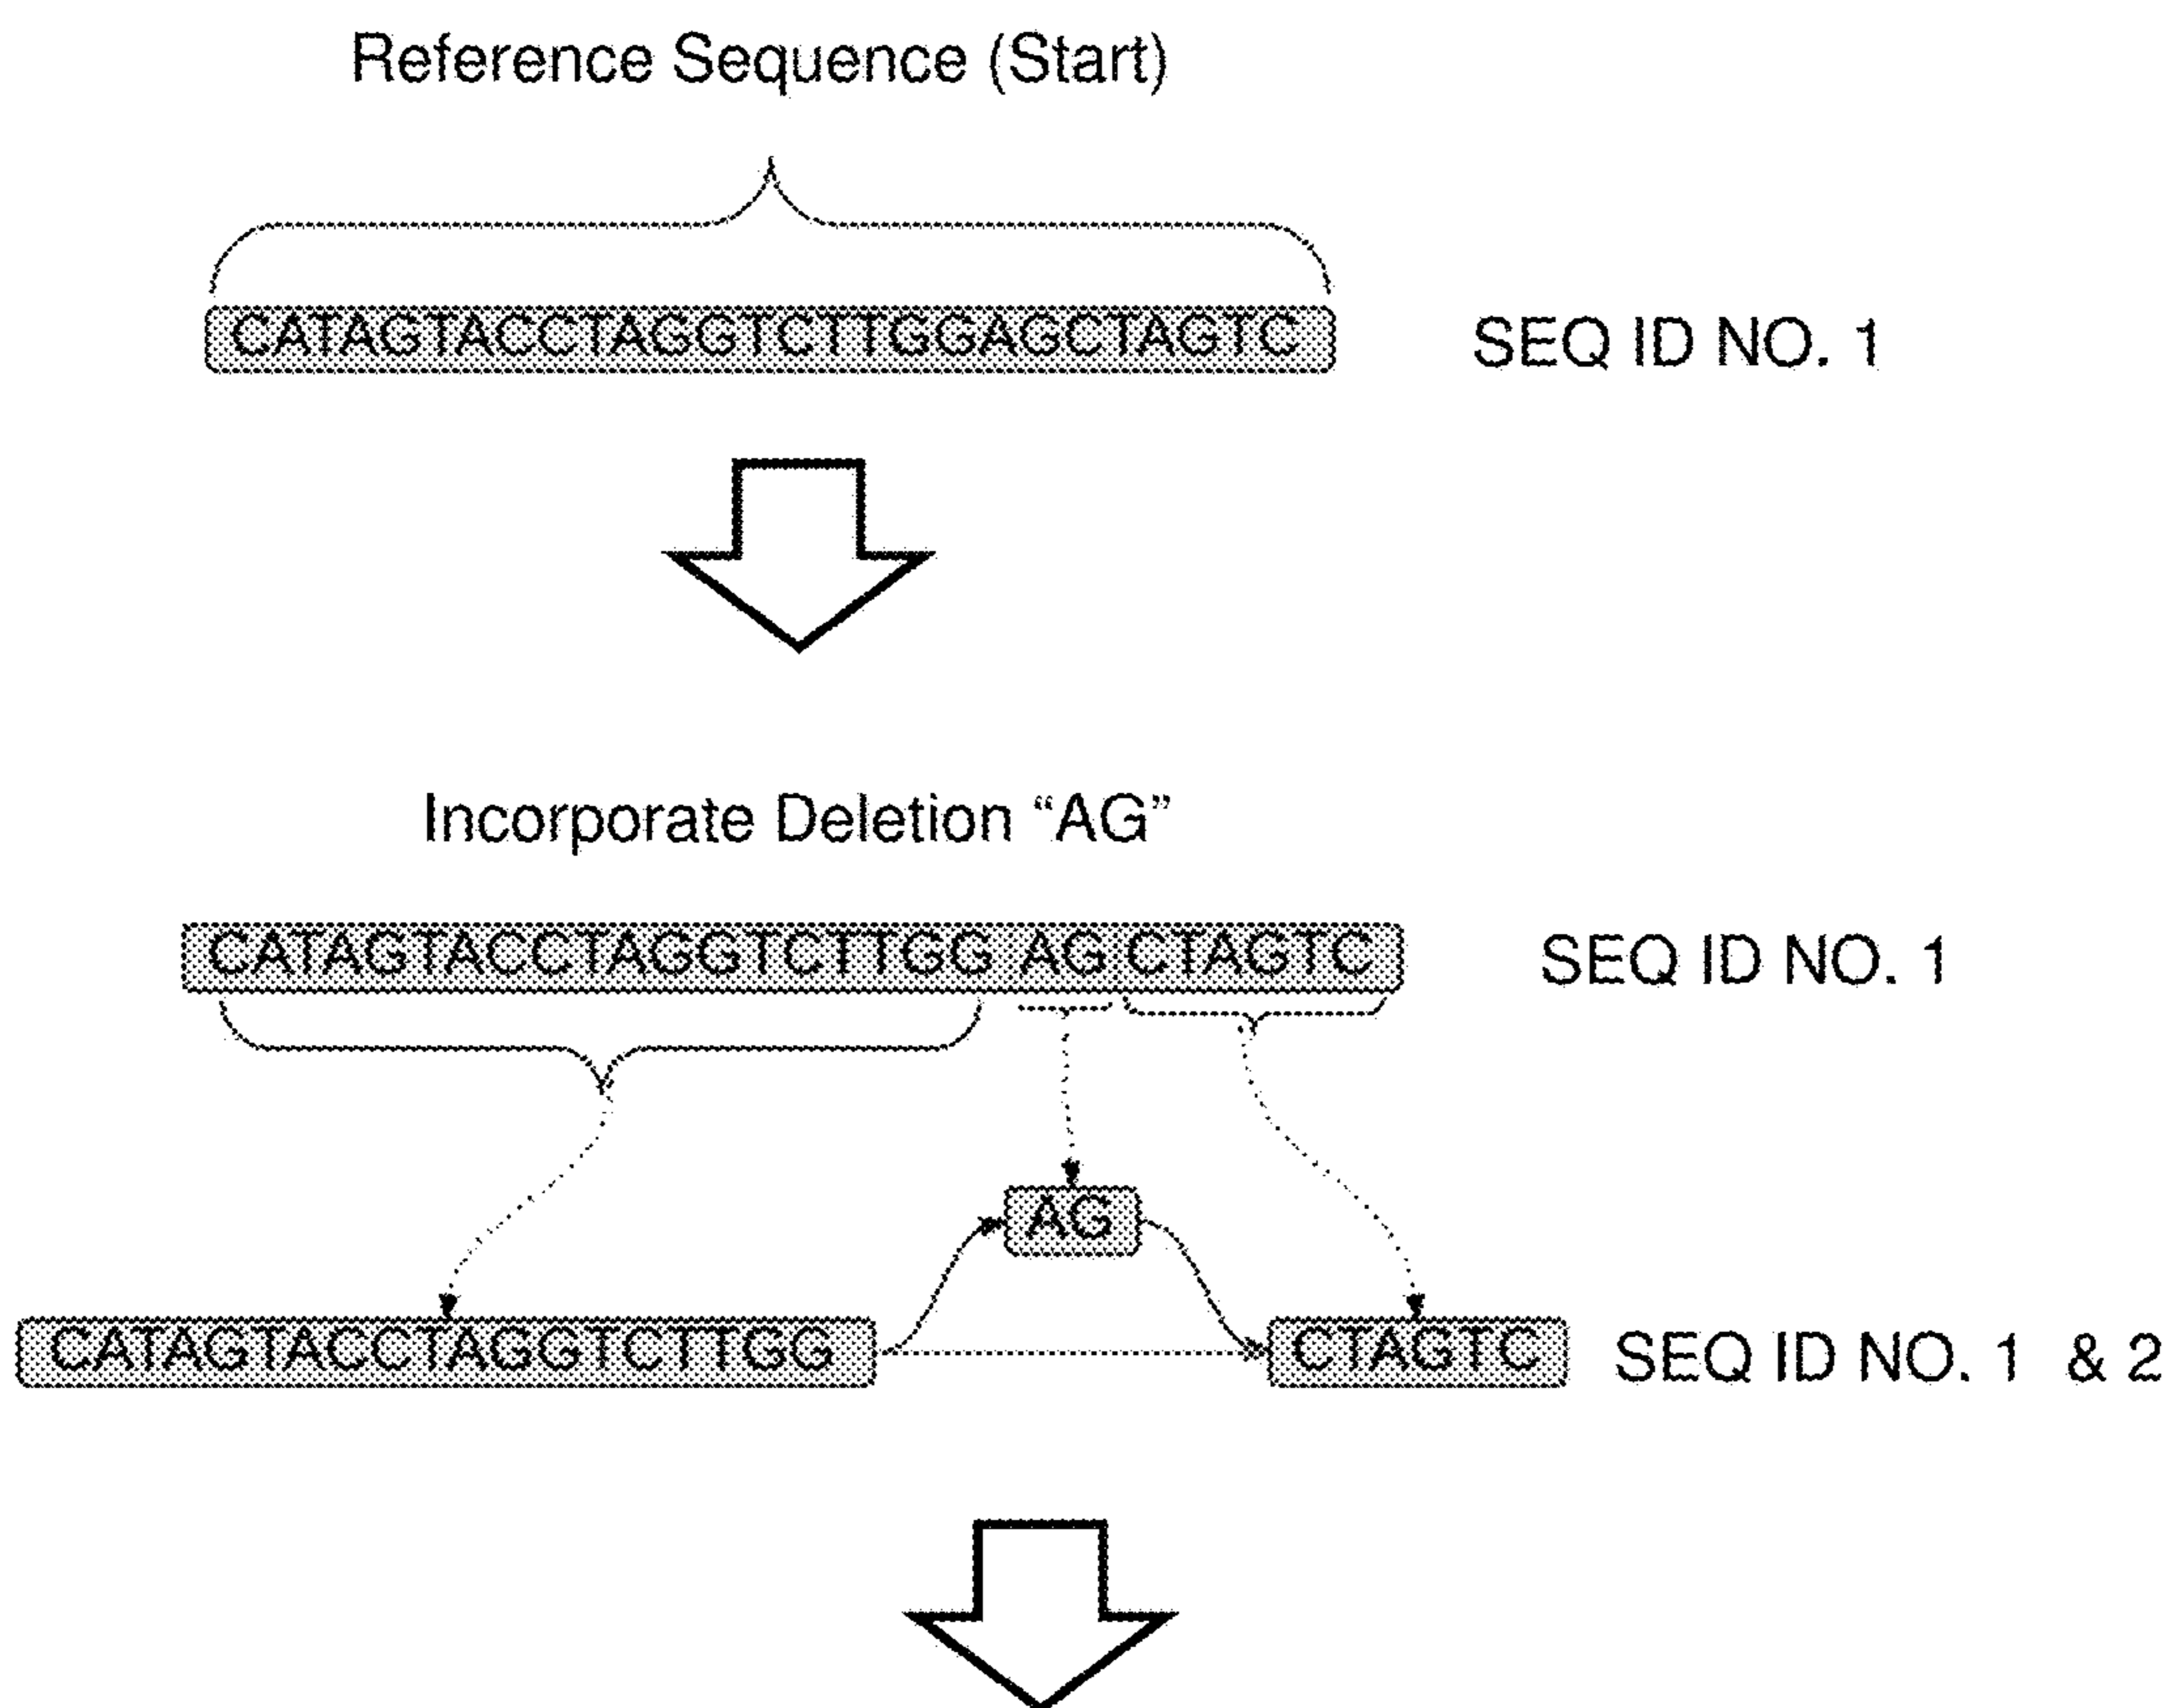 Reference Sequence (Start)
CATAGTACCTAGGTCTTGGAGCTAGTC SEQ ID NO. 1
Incorporate Deletion “AG”
CATAGTACCTAGGTCTTGG AG CTAGTC SEQ ID NO. 1
AG
CATAGTACCTAGGTCTTGG CTAGTC SEQ ID NO. 1 & 2